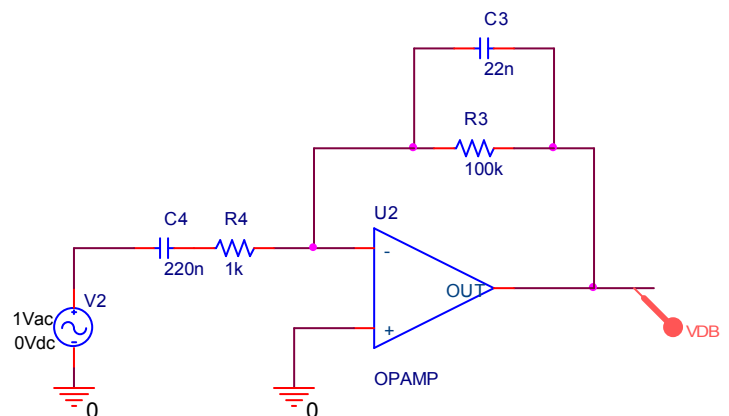 C3
22n
R3
100k
U2
C4
R4
220n
1k
-
OUT
V2
+
1Vac
0Vdc
+
-
VDB
OPAMP
0
0